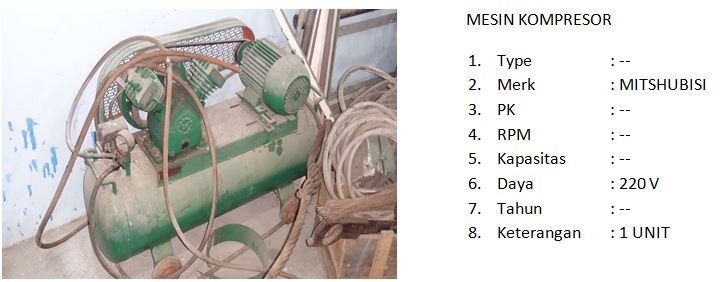 MESIN KOMPRESOR
1. Type : --
2. Merk : MITSHUBISI
3. PK : --
4. RPM : --
5. Kapasitas : --
6. Daya : 220 V
7. Tahun : --
8. Keterangan : 1 UNIT